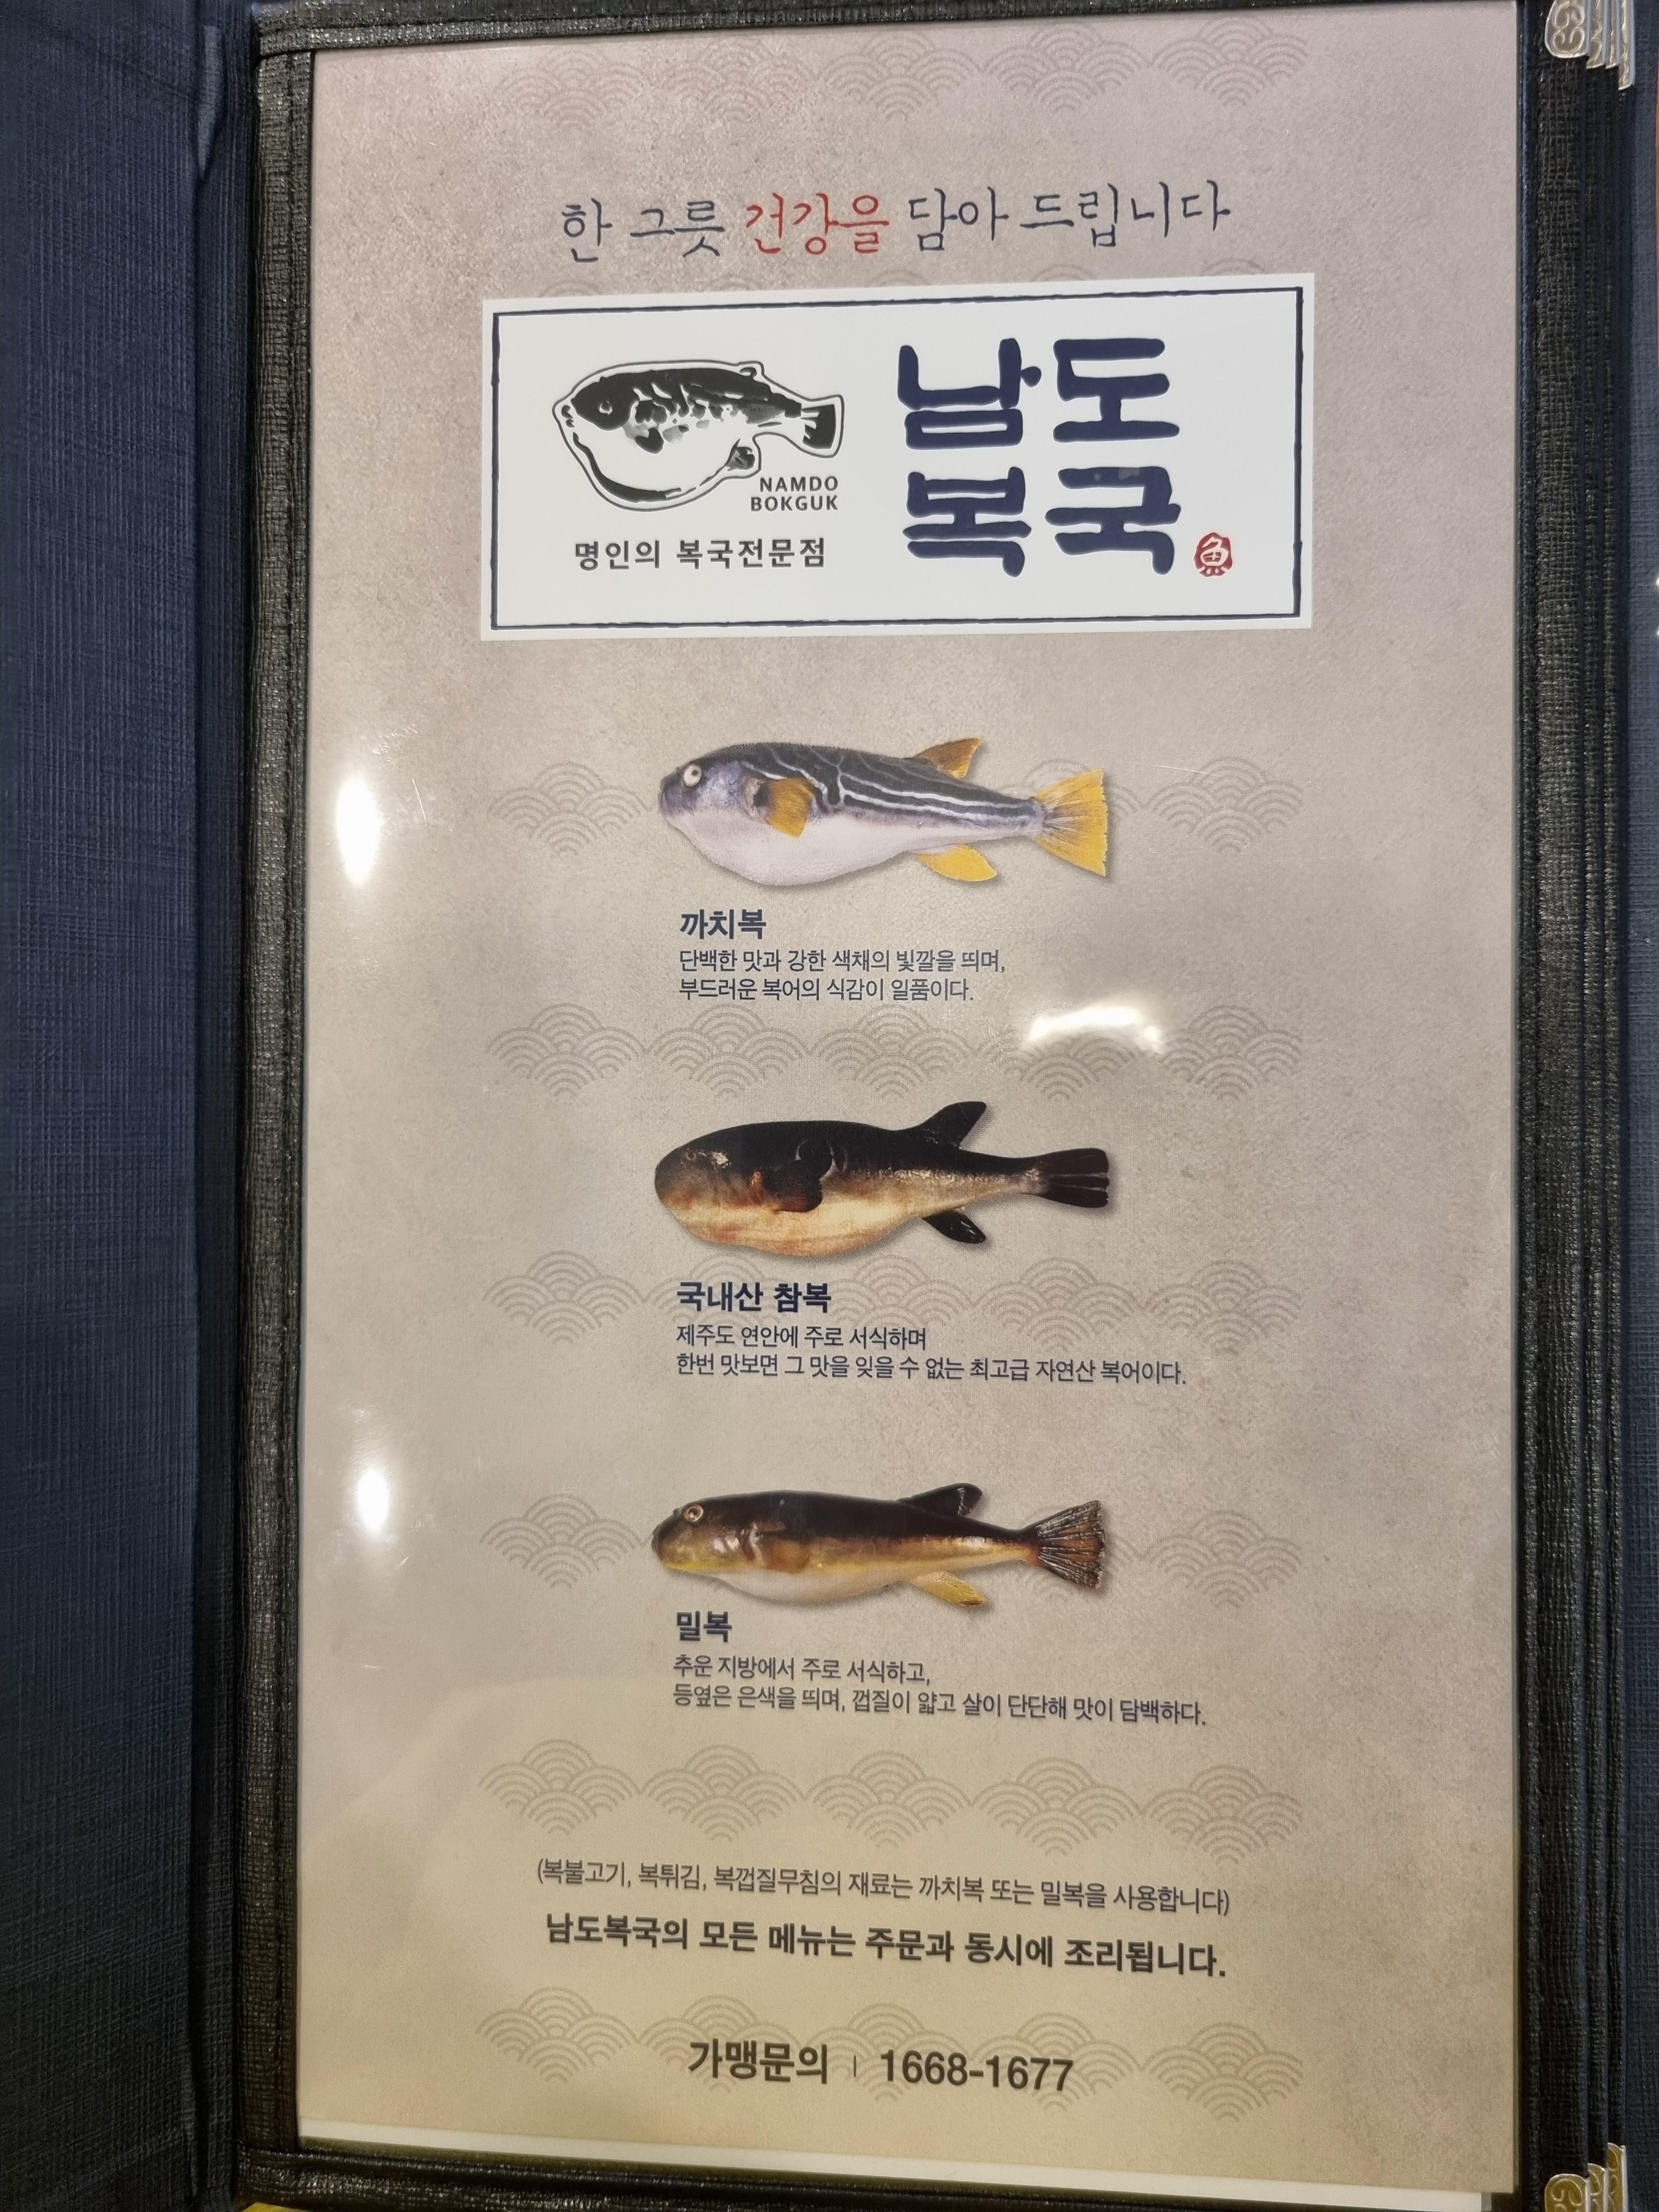 한 그릇 건강을 담아 드립니다
남도
복국
魚
NAMDO
BOKGUK
명인의 복국전문점
까치복
단백한 맛과 강한 색채의 빛깔을 띄며,
부드러운 복어의 식감이 일품이다.
국내산 참복
제주도 연안에 주로 서식하며
한번 맛보면 그 맛을 잊을 수 없는 최고급 자연산 복어이다.
밀복
추운 지방에서 주로 서식하고,
등옆은 은색을 띄며, 껍질이 얇고 살이 단단해 맛이 담백하다.
(복불고기, 복튀김, 복껍질무침의 재료는 까치복 또는 밀복을 사용합니다)
남도복국의 모든 메뉴는 주문과 동시에 조리됩니다.
가맹문의 | 1668-1677